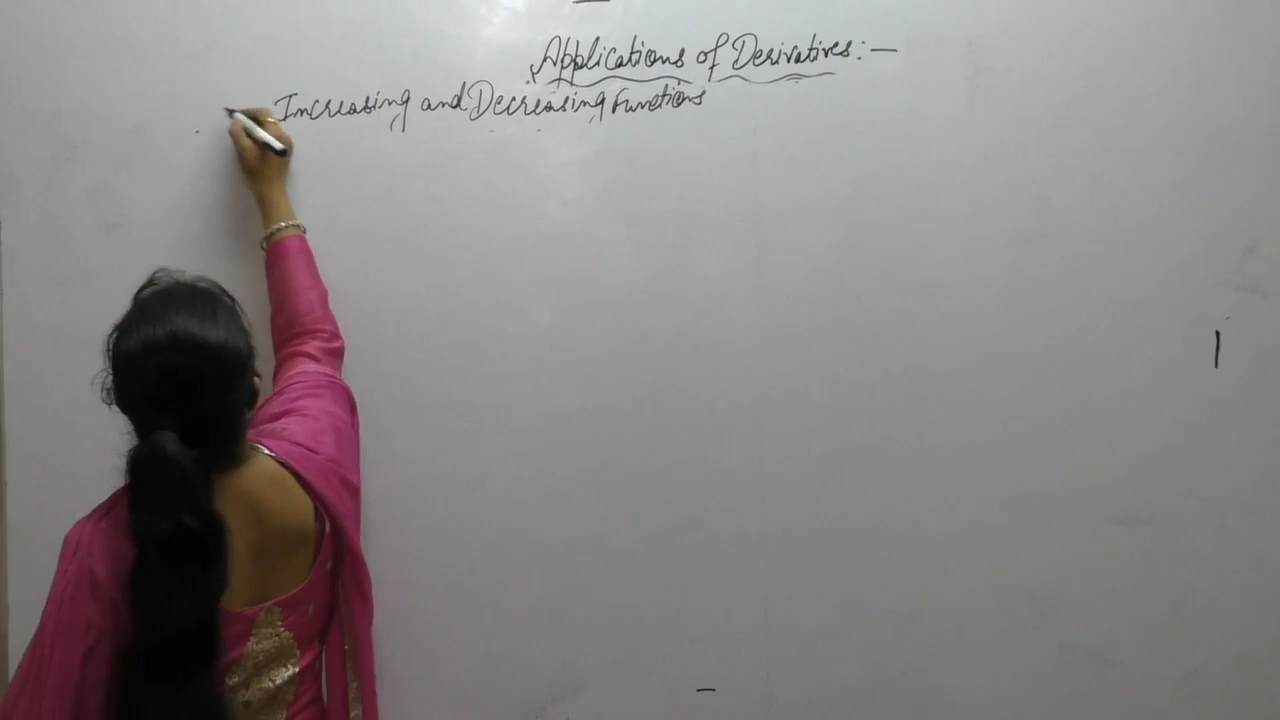 Applications of Derivatives:-
Increasing and Decreasing Functions